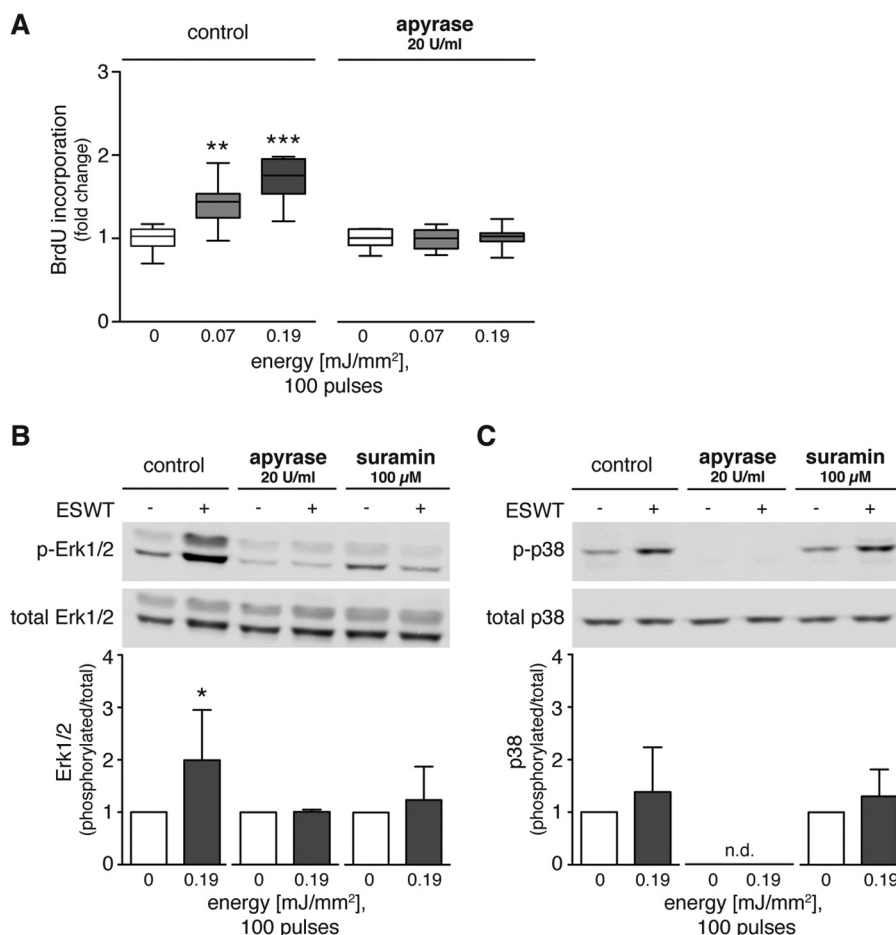 A
control
apyrase
20 U/ml
BrdU incorporation
(fold change)
3
2
1
0
**
***
0 0.07 0.19 0 0.07 0.19
energy [mJ/mm²],
100 pulses
B
control apyrase suramin
20 U/ml 100 µM
ESWT - + - + - +
p-Erk1/2
total Erk1/2
Erk1/2
(phosphorylated/total)
4
3
2
1
0
*
0 0.19 0 0.19 0 0.19
energy [mJ/mm²],
100 pulses
C
control apyrase suramin
20 U/ml 100 µM
ESWT - + - + - +
p-p38
total p38
p38
(phosphorylated/total)
4
3
2
1
0
n.d.
0 0.19 0 0.19 0 0.19
energy [mJ/mm²],
100 pulses